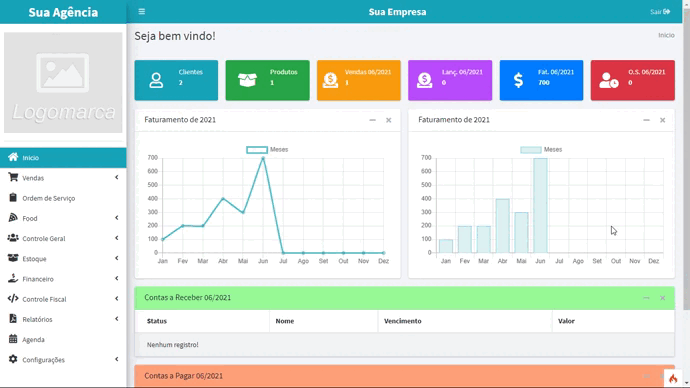 Sua Agência
Sua Empresa
Sair
Logomarca
Seja bem vindo!
Início
Clientes
2
Produtos
1
Vendas 06/2021
1
Lanç. 06/2021
0
Fat. 06/2021
700
O.S. 06/2021
0
Início
Vendas
Ordem de Serviço
Food
Controle Geral
Estoque
Financeiro
Controle Fiscal
Relatórios
Agenda
Configurações
Faturamento de 2021
Meses
700
600
500
400
300
200
100
0
Jan Fev Mar Abr Mai Jun Jul Ago Set Out Nov Dez
Faturamento de 2021
Meses
700
600
500
400
300
200
100
0
Jan Fev Mar Abr Mai Jun Jul Ago Set Out Nov Dez
Contas a Receber 06/2021
Status Nome Vencimento Valor
Nenhum registro!
Contas a Pagar 06/2021